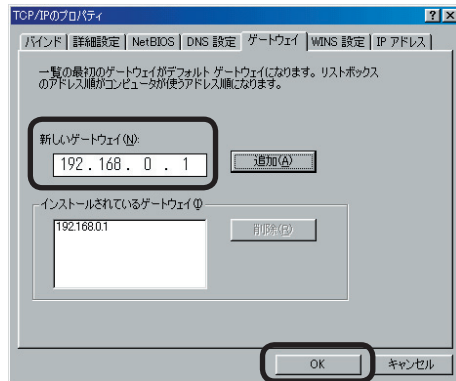 TCP/IPのプロパティ
バインド 詳細設定 NetBIOS DNS 設定 ゲートウェイ WINS 設定 IP アドレス
一覧の最初のゲートウェイがデフォルト ゲートウェイになります。リストボックス
のアドレス順がコンピュータが使うアドレス順になります。
新しいゲートウェイ(N):
192 . 168 . 0 . 1
追加(A)
インストールされているゲートウェイ(I)
192.168.0.1
削除(R)
OK キャンセル